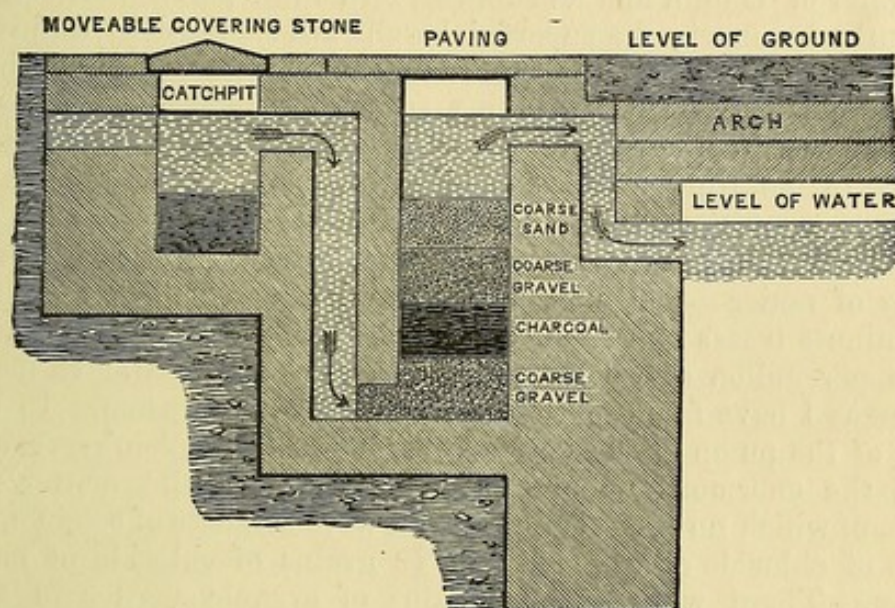 MOVEABLE COVERING STONE
PAVING
LEVEL OF GROUND
CATCHPIT
ARCH
LEVEL OF WATER
COARSE
SAND
COARSE
GRAVEL
CHARCOAL
COARSE
GRAVEL